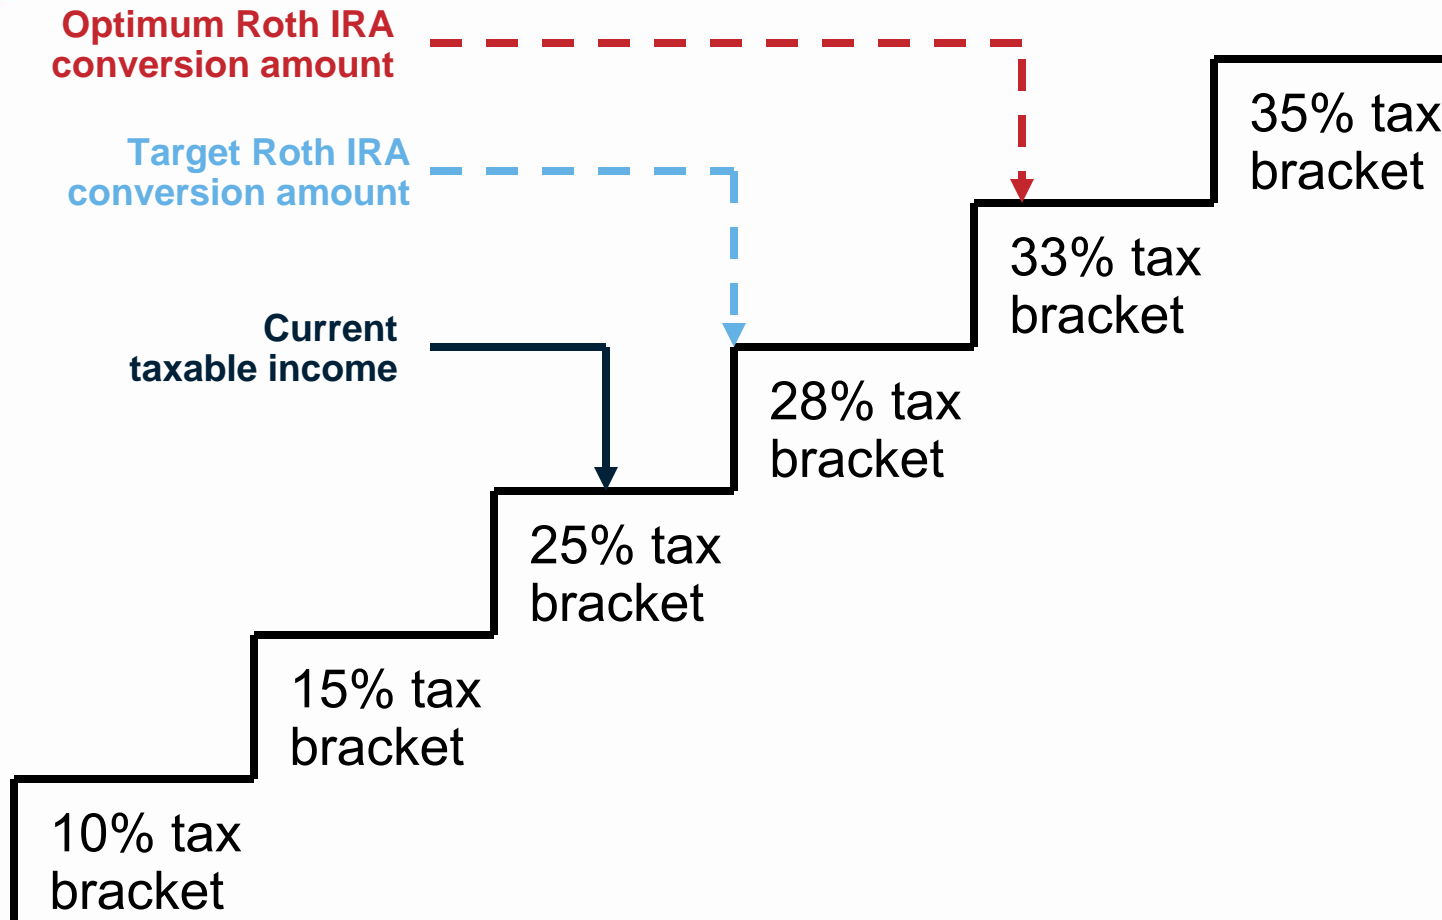 Optimum Roth IRA
conversion amount
Target Roth IRA
conversion amount
Current
taxable income
35% tax
bracket
33% tax
bracket
28% tax
bracket
25% tax
bracket
15% tax
bracket
10% tax
bracket